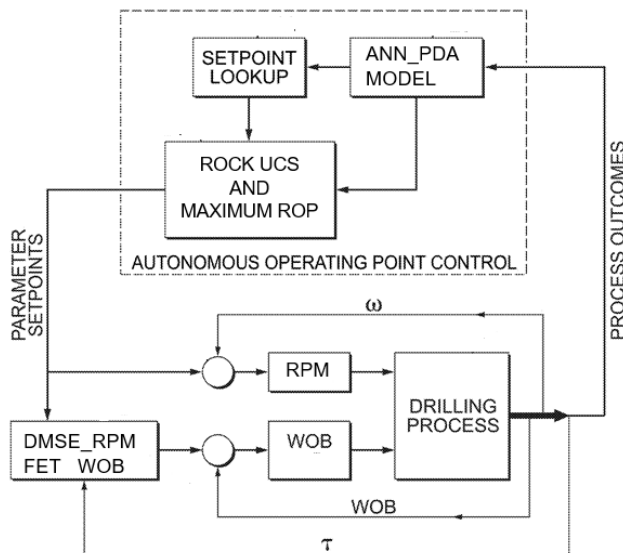 SETPOINT
LOOKUP
ANN_PDA
MODEL
ROCK UCS
AND
MAXIMUM ROP
AUTONOMOUS OPERATING POINT CONTROL
PARAMETER
SETPOINTS
PROCESS OUTCOMES
ω
RPM
DRILLING
PROCESS
DMSE_RPM
FET WOB
WOB
WOB
τ